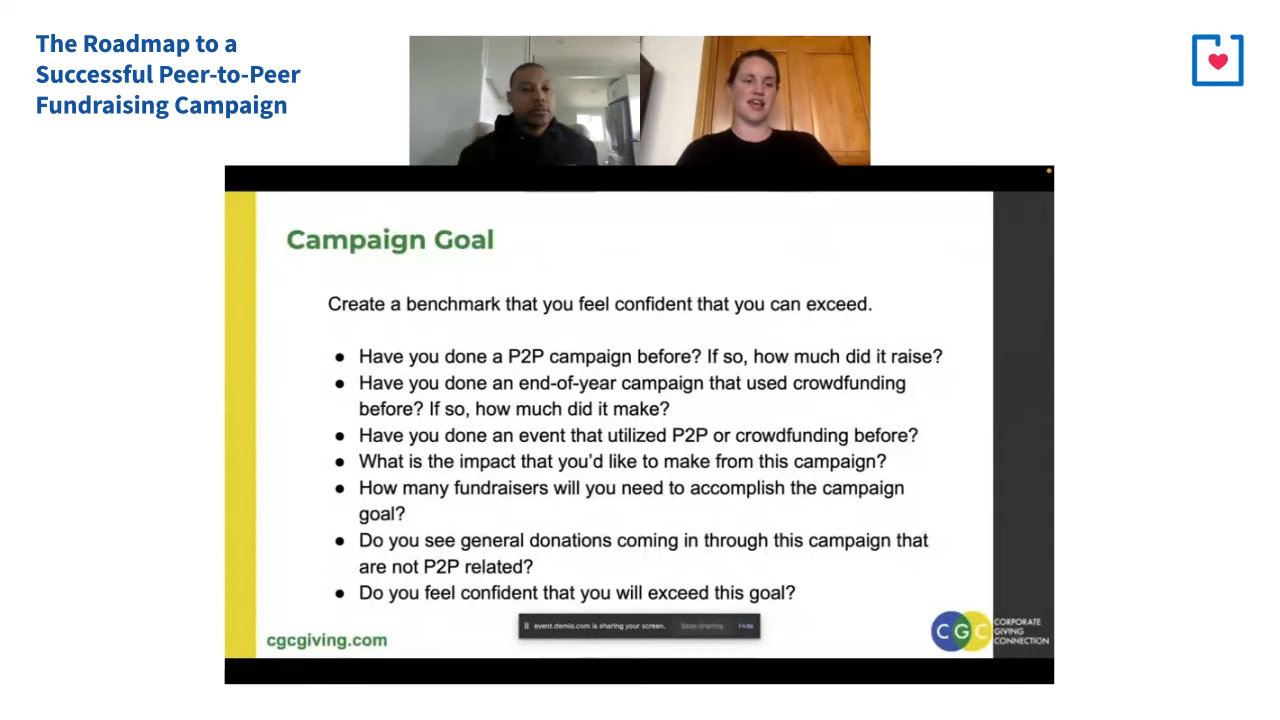 The Roadmap to a
Successful Peer-to-Peer
Fundraising Campaign
Campaign Goal
Create a benchmark that you feel confident that you can exceed.
● Have you done a P2P campaign before? If so, how much did it raise?
● Have you done an end-of-year campaign that used crowdfunding
before? If so, how much did it make?
● Have you done an event that utilized P2P or crowdfunding before?
● What is the impact that you’d like to make from this campaign?
● How many fundraisers will you need to accomplish the campaign
goal?
● Do you see general donations coming in through this campaign that
are not P2P related?
● Do you feel confident that you will exceed this goal?
event.demio.com is sharing your screen. Stop sharing Hide
cgcgiving.com
CGC
CORPORATE
GIVING
CONNECTION